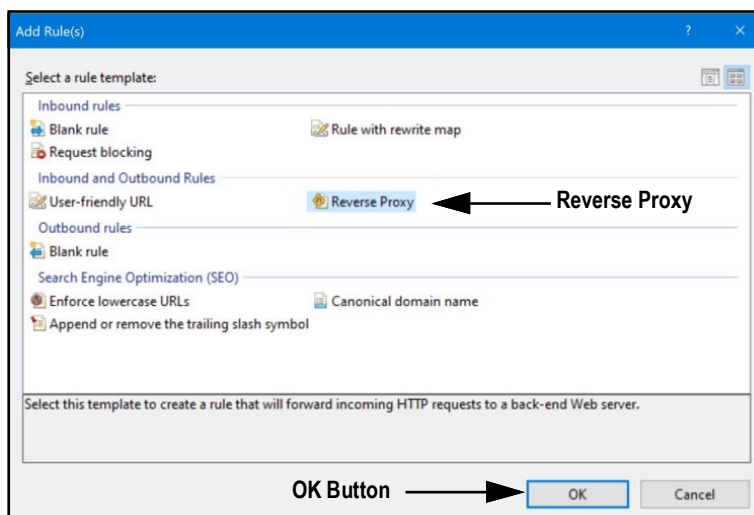 Add Rule(s)
?
Select a rule template:
Inbound rules
Blank rule
Rule with rewrite map
Request blocking
Inbound and Outbound Rules
User-friendly URL
Reverse Proxy
Reverse Proxy
Outbound rules
Blank rule
Search Engine Optimization (SEO)
Enforce lowercase URLs
Canonical domain name
Append or remove the trailing slash symbol
Select this template to create a rule that will forward incoming HTTP requests to a back-end Web server.
OK Button
OK
Cancel